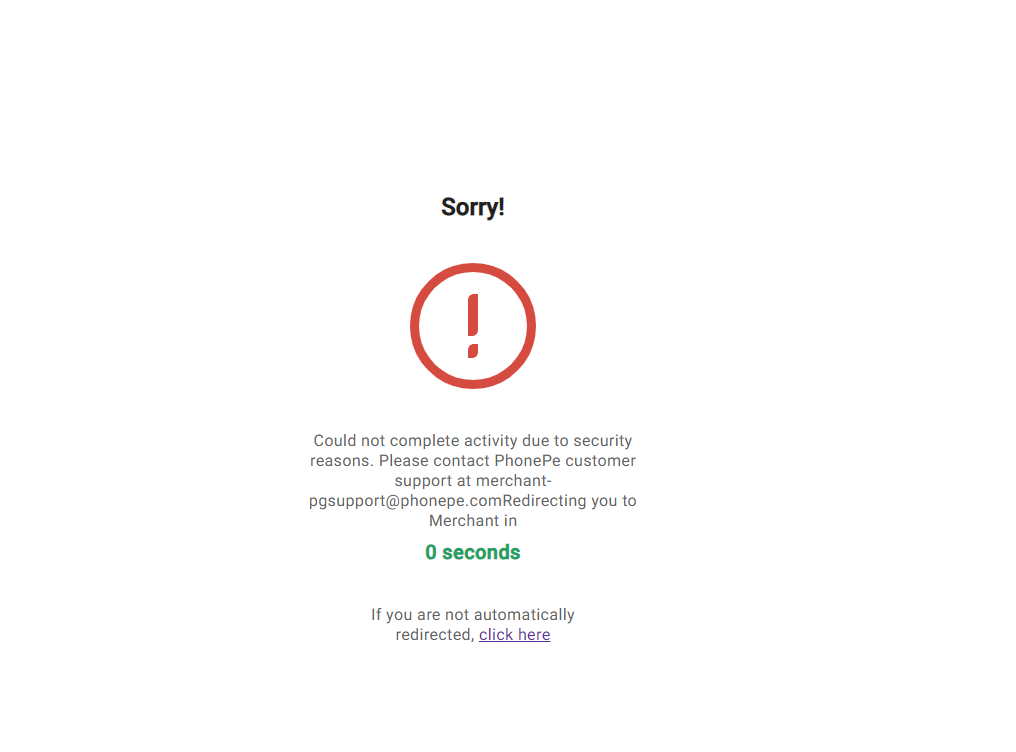 Sorry!
Could not complete activity due to security
reasons. Please contact PhonePe customer
support at merchant-
pgsupport@phonepe.comRedirecting you to
Merchant in
0 seconds
If you are not automatically
redirected, click here